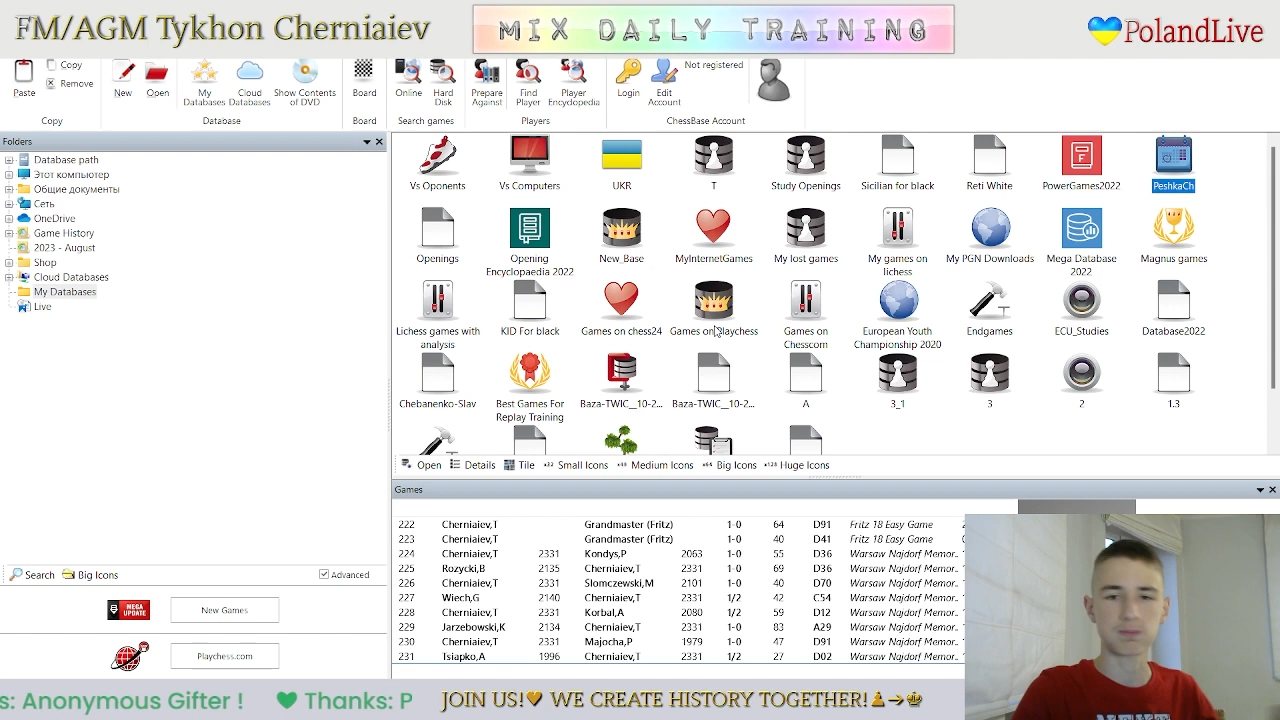 FM/AGM Tykhon Cherniaiev
MIX DAILY TRAINING
PolandLive
Paste
Copy
Remove
Copy
New
Open
My Databases
Cloud Databases
Show Contents of DVD
Database
Board
Board
Online
Hard Disk
Search games
Prepare Against
Find Player
Player Encyclopedia
Players
Login
Edit Account
Not registered
ChessBase Account
Folders
Database path
Этот компьютер
Общие документы
Сеть
OneDrive
Game History
2023 - August
Shop
Cloud Databases
My Databases
Live
Search
Big Icons
Advanced
MEGA UPDATE
New Games
Playchess.com
Vs Oponents
Vs Computers
UKR
T
Study Openings
Sicilian for black
Reti White
PowerGames2022
PeshkaCh
Openings
Opening Encyclopaedia 2022
New_Base
MyInternetGames
My lost games
My games on lichess
My PGN Downloads
Mega Database 2022
Magnus games
Lichess games with analysis
KID For black
Games on chess24
Games on Playchess
Games on Chesscom
European Youth Championship 2020
Endgames
ECU_Studies
Database2022
Chebanenko-Slav
Best Games For Replay Training
Baza-TWIC__10-2...
Baza-TWIC__10-2...
A
3_1
3
2
1.3
Open
Details
Tile
Small Icons
Medium Icons
Big Icons
Huge Icons
Games
222 Cherniaiev,T Grandmaster (Fritz) 1-0 64 D91 Fritz 18 Easy Game
223 Cherniaiev,T Grandmaster (Fritz) 1-0 40 D41 Fritz 18 Easy Game
224 Cherniaiev,T 2331 Kondys,P 2063 1-0 55 D36 Warsaw Najdorf Memor..
225 Rozycki,B 2135 Cherniaiev,T 2331 1-0 69 D36 Warsaw Najdorf Memor..
226 Cherniaiev,T 2331 Slomczewski,M 2101 1-0 40 D70 Warsaw Najdorf Memor..
227 Wiech,G 2140 Cherniaiev,T 2331 1/2 42 C54 Warsaw Najdorf Memor..
228 Cherniaiev,T 2331 Korbal,A 2080 1/2 59 D12 Warsaw Najdorf Memor..
229 Jarzebowski,K 2134 Cherniaiev,T 2331 1-0 83 A29 Warsaw Najdorf Memor..
230 Cherniaiev,T 2331 Majocha,P 1979 1-0 47 D91 Warsaw Najdorf Memor..
231 Tsiapko,A 1996 Cherniaiev,T 2331 1/2 27 D02 Warsaw Najdorf Memor..
s: Anonymous Gifter !
Thanks: P
JOIN US! WE CREATE HISTORY TOGETHER!